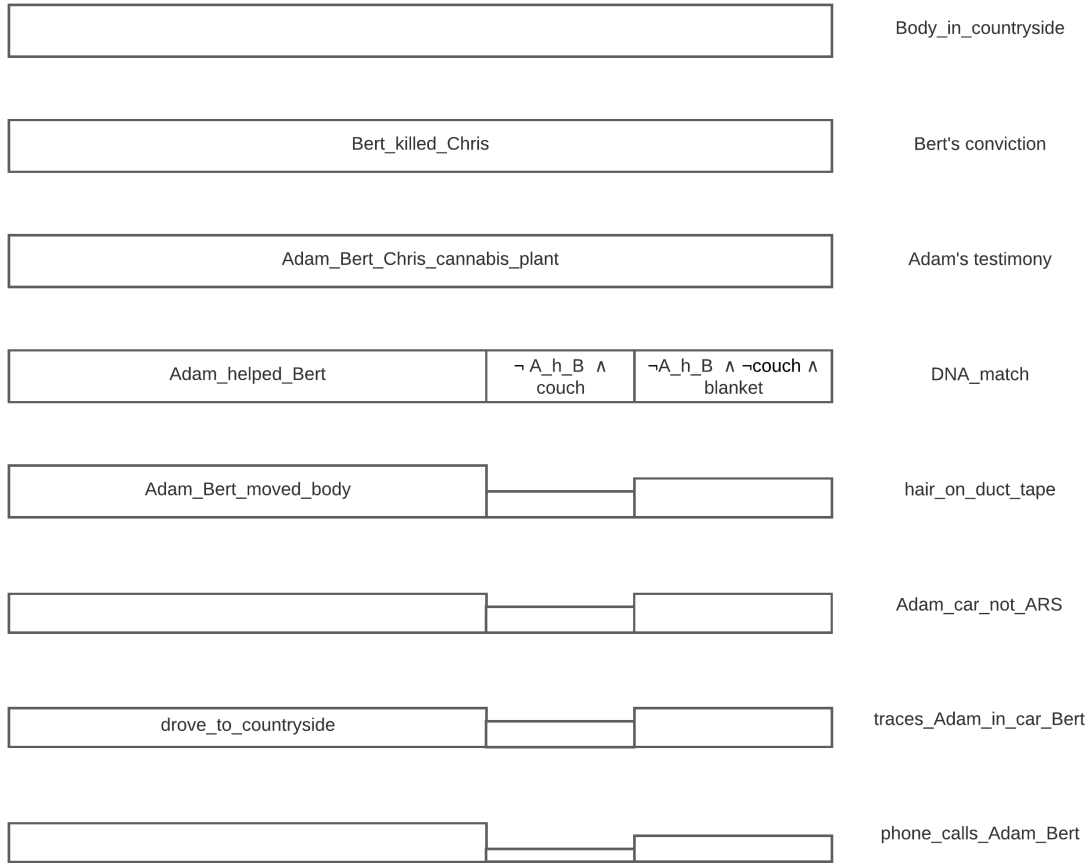 Body_in_countryside
Bert_killed_Chris
Bert's conviction
Adam_Bert_Chris_cannabis_plant
Adam's testimony
Adam_helped_Bert
¬ A_h_B ∧
couch
¬A_h_B ∧ ¬couch ∧
blanket
DNA_match
Adam_Bert_moved_body
hair_on_duct_tape
Adam_car_not_ARS
drove_to_countryside
traces_Adam_in_car_Bert
phone_calls_Adam_Bert